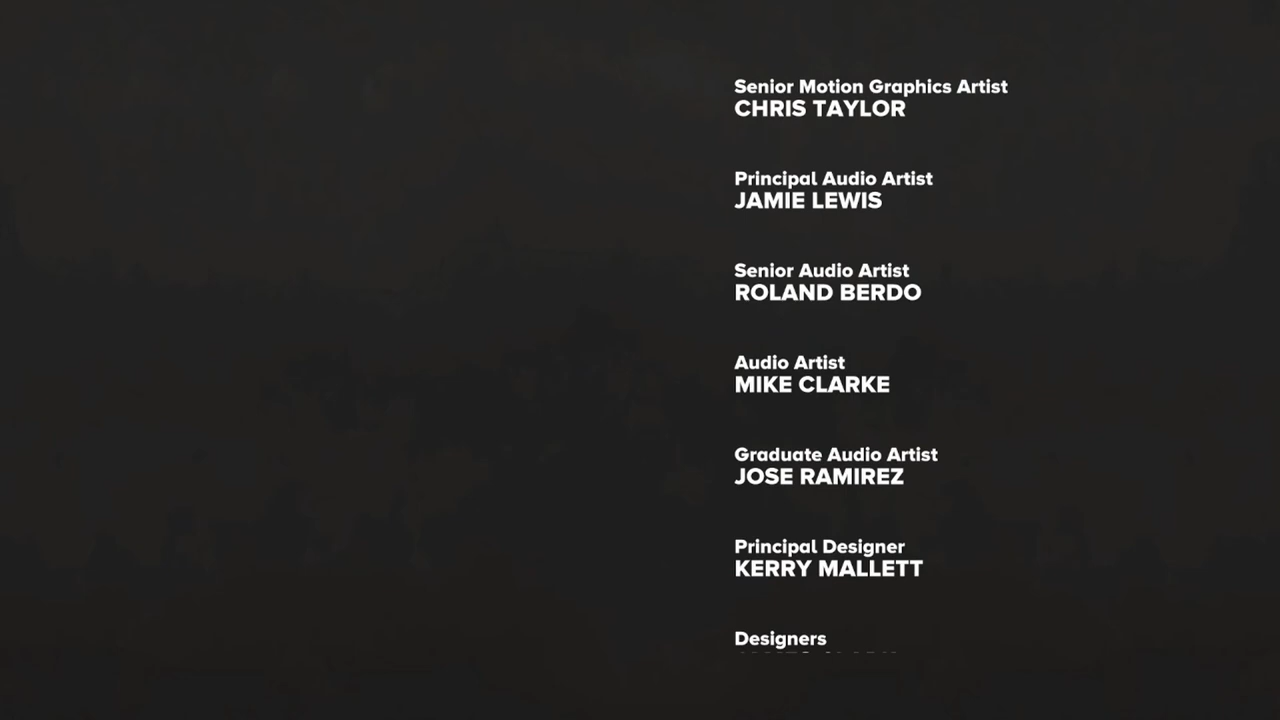 Senior Motion Graphics Artist
CHRIS TAYLOR
Principal Audio Artist
JAMIE LEWIS
Senior Audio Artist
ROLAND BERDO
Audio Artist
MIKE CLARKE
Graduate Audio Artist
JOSE RAMIREZ
Principal Designer
KERRY MALLETT
Designers